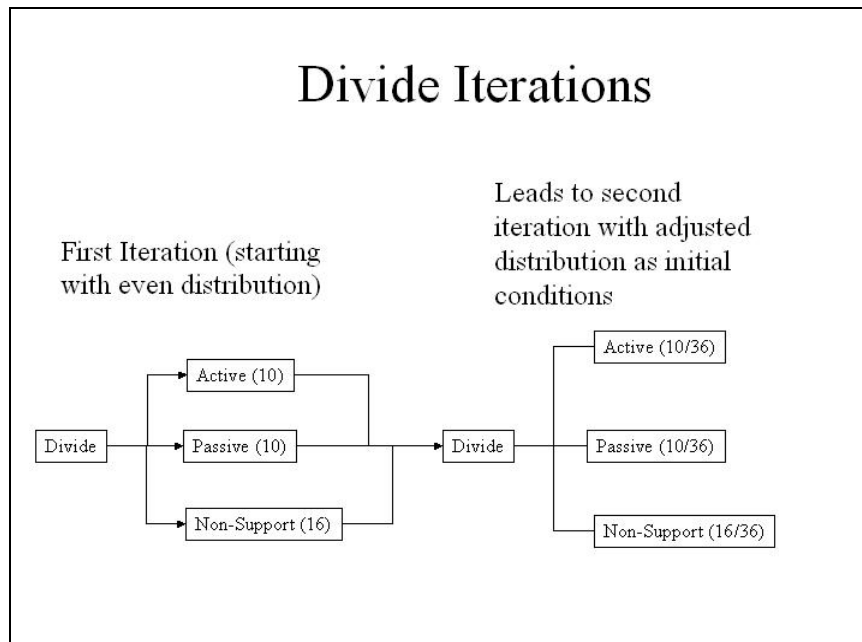 Divide Iterations
First Iteration (starting
with even distribution)
Leads to second
iteration with adjusted
distribution as initial
conditions
Divide
Active (10)
Passive (10)
Non-Support (16)
Divide
Active (10/36)
Passive (10/36)
Non-Support (16/36)